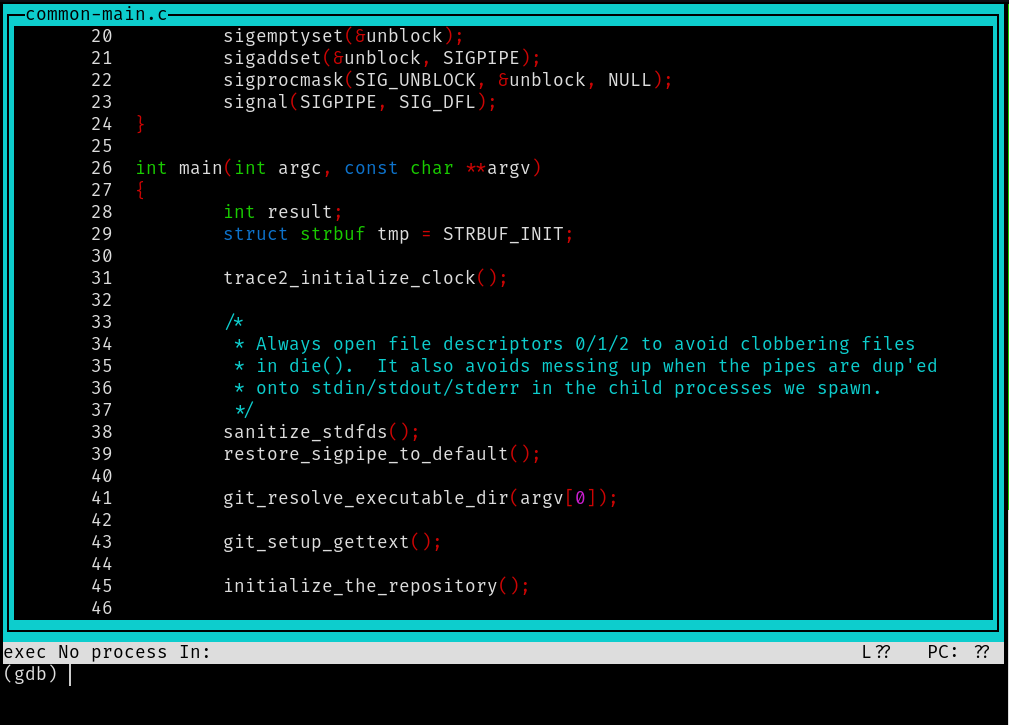 common-main.c
20 sigemptyset(&unblock);
21 sigaddset(&unblock, SIGPIPE);
22 sigprocmask(SIG_UNBLOCK, &unblock, NULL);
23 signal(SIGPIPE, SIG_DFL);
24 }
25
26 int main(int argc, const char **argv)
27 {
28 int result;
29 struct strbuf tmp = STRBUF_INIT;
30
31 trace2_initialize_clock();
32
33 /*
34 * Always open file descriptors 0/1/2 to avoid clobbering files
35 * in die().  It also avoids messing up when the pipes are dup'ed
36 * onto stdin/stdout/stderr in the child processes we spawn.
37 */
38 sanitize_stdfds();
39 restore_sigpipe_to_default();
40
41 git_resolve_executable_dir(argv[0]);
42
43 git_setup_gettext();
44
45 initialize_the_repository();
46
exec No process In: L?? PC: ??
(gdb)